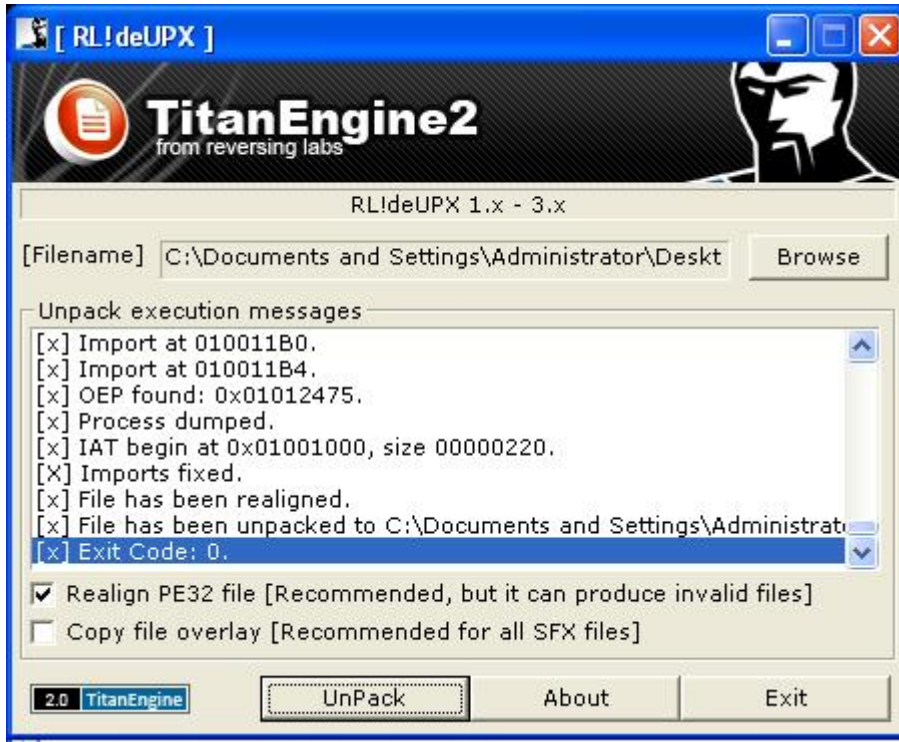 [ RL!deUPX ]
TitanEngine2
from reversing labs
RL!deUPX 1.x - 3.x
[Filename] C:\Documents and Settings\Administrator\Deskt Browse
Unpack execution messages
[x] Import at 010011B0.
[x] Import at 010011B4.
[x] OEP found: 0x01012475.
[x] Process dumped.
[x] IAT begin at 0x01001000, size 00000220.
[X] Imports fixed.
[x] File has been realigned.
[x] File has been unpacked to C:\Documents and Settings\Administrat
[x] Exit Code: 0.
Realign PE32 file [Recommended, but it can produce invalid files]
Copy file overlay [Recommended for all SFX files]
2.0 TitanEngine UnPack About Exit